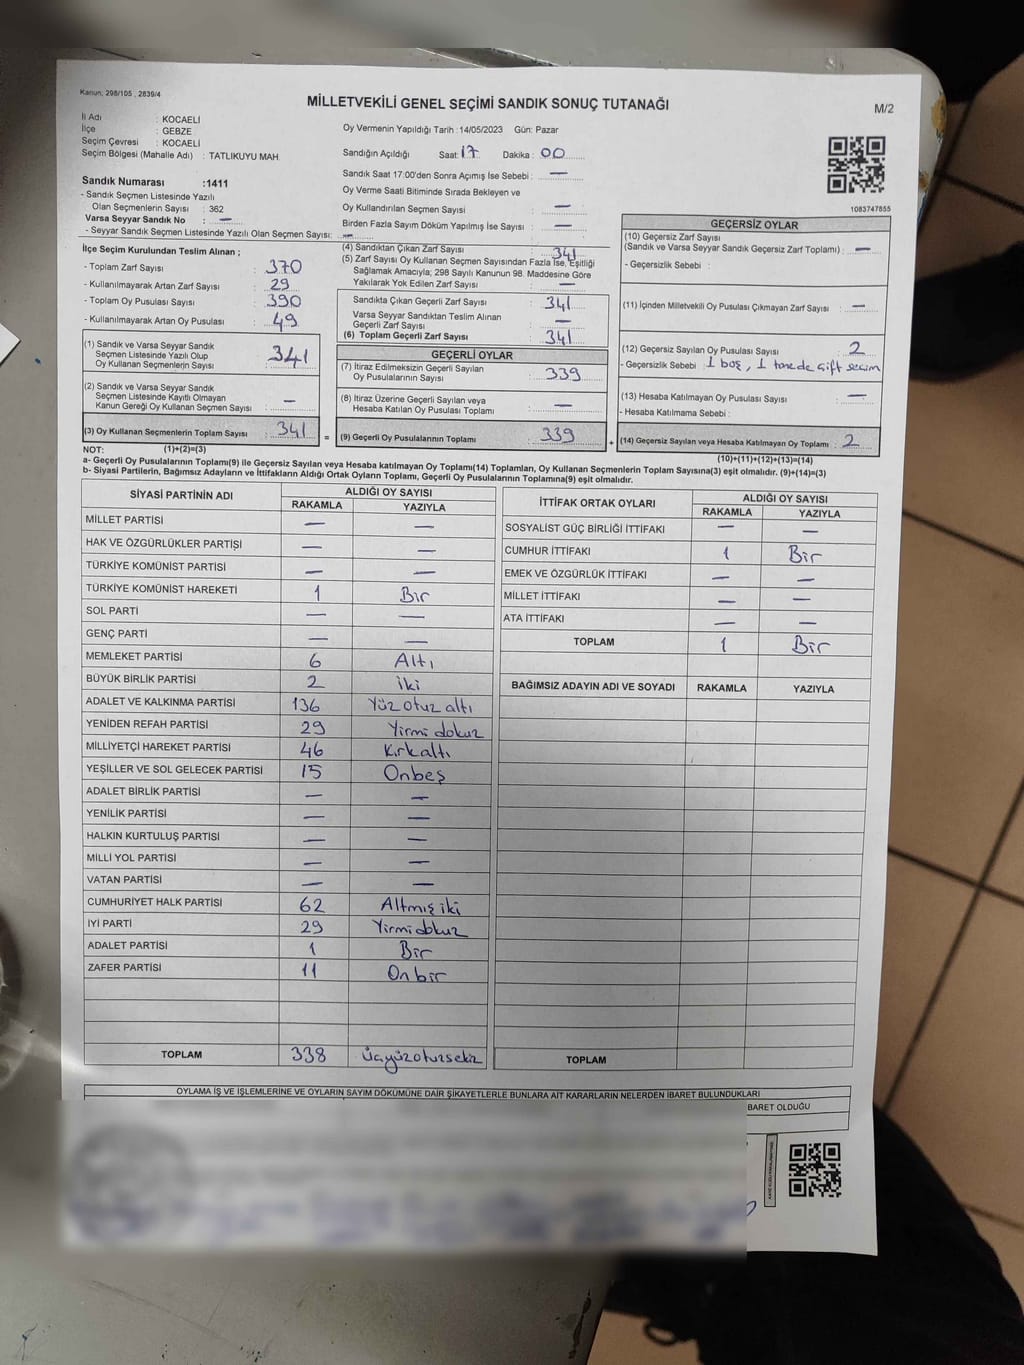 Kanun: 298/105 , 2839/4
MİLLETVEKİLİ GENEL SEÇİMİ SANDIK SONUÇ TUTANAĞI
M/2
İl Adı : KOCAELİ
İlçe : GEBZE
Seçim Çevresi : KOCAELİ
Seçim Bölgesi (Mahalle Adı) : TATLIKUYU MAH.
Sandık Numarası :1411
- Sandık Seçmen Listesinde Yazılı
Olan Seçmenlerin Sayısı : 362
Varsa Seyyar Sandık No : —
- Seyyar Sandık Seçmen Listesinde Yazılı Olan Seçmen Sayısı: —
Oy Vermenin Yapıldığı Tarih :14/05/2023 Gün: Pazar
Sandığın Açıldığı Saat: 17 Dakika : 00
Sandık Saat 17:00'den Sonra Açılmış İse Sebebi : —
Oy Verme Saati Bitiminde Sırada Bekleyen ve
Oy Kullandırılan Seçmen Sayısı : —
Birden Fazla Sayım Döküm Yapılmış İse Sayısı : —
1083747855
İlçe Seçim Kurulundan Teslim Alınan ;
- Toplam Zarf Sayısı : 370
- Kullanılmayarak Artan Zarf Sayısı : 29
- Toplam Oy Pusulası Sayısı : 390
- Kullanılmayarak Artan Oy Pusulası : 49
(1) Sandık ve Varsa Seyyar Sandık
Seçmen Listesinde Yazılı Olup
Oy Kullanan Seçmenlerin Sayısı : 341
(2) Sandık ve Varsa Seyyar Sandık
Seçmen Listesinde Kayıtlı Olmayan
Kanun Gereği Oy Kullanan Seçmen Sayısı : —
(3) Oy Kullanan Seçmenlerin Toplam Sayısı : 341
(4) Sandıktan Çıkan Zarf Sayısı : 341
(5) Zarf Sayısı Oy Kullanan Seçmen Sayısından Fazla İse, Eşitliği
Sağlamak Amacıyla; 298 Sayılı Kanunun 98. Maddesine Göre
Yakılarak Yok Edilen Zarf Sayısı : —
Sandıkta Çıkan Geçerli Zarf Sayısı : 341
Varsa Seyyar Sandıktan Teslim Alınan
Geçerli Zarf Sayısı : —
(6) Toplam Geçerli Zarf Sayısı : 341
GEÇERLİ OYLAR
(7) İtiraz Edilmeksizin Geçerli Sayılan
Oy Pusulalarının Sayısı : 339
(8) İtiraz Üzerine Geçerli Sayılan veya
Hesaba Katılan Oy Pusulası Toplamı : —
= (9) Geçerli Oy Pusulalarının Toplamı : 339
GEÇERSİZ OYLAR
(10) Geçersiz Zarf Sayısı
(Sandık ve Varsa Seyyar Sandık Geçersiz Zarf Toplamı) : —
- Geçersizlik Sebebi :
(11) İçinden Milletvekili Oy Pusulası Çıkmayan Zarf Sayısı : —
(12) Geçersiz Sayılan Oy Pusulası Sayısı : 2
- Geçersizlik Sebebi : 1 boş, 1 tanede çift seçim
(13) Hesaba Katılmayan Oy Pusulası Sayısı : —
- Hesaba Katılmama Sebebi :
+ (14) Geçersiz Sayılan veya Hesaba Katılmayan Oy Toplamı : 2
NOT: (1)+(2)=(3)
(10)+(11)+(12)+(13)=(14)
a- Geçerli Oy Pusulalarının Toplamı(9) ile Geçersiz Sayılan veya Hesaba katılmayan Oy Toplamı(14) Toplamları, Oy Kullanan Seçmenlerin Toplam Sayısına(3) eşit olmalıdır. (9)+(14)=(3)
b- Siyasi Partilerin, Bağımsız Adayların ve İttifakların Aldığı Ortak Oyların Toplamı, Geçerli Oy Pusulalarının Toplamına(9) eşit olmalıdır.
SİYASİ PARTİNİN ADI ALDIĞI OY SAYISI
RAKAMLA YAZIYLA
MİLLET PARTİSİ — —
HAK VE ÖZGÜRLÜKLER PARTİSİ — —
TÜRKİYE KOMÜNİST PARTİSİ — —
TÜRKİYE KOMÜNİST HAREKETİ 1 Bir
SOL PARTİ — —
GENÇ PARTİ — —
MEMLEKET PARTİSİ 6 Altı
BÜYÜK BİRLİK PARTİSİ 2 iki
ADALET VE KALKINMA PARTİSİ 136 Yüz otuz altı
YENİDEN REFAH PARTİSİ 29 Yirmi dokuz
MİLLİYETÇİ HAREKET PARTİSİ 46 Kırkaltı
YEŞİLLER VE SOL GELECEK PARTİSİ 15 Onbeş
ADALET BİRLİK PARTİSİ — —
YENİLİK PARTİSİ — —
HALKIN KURTULUŞ PARTİSİ — —
MİLLİ YOL PARTİSİ — —
VATAN PARTİSİ — —
CUMHURİYET HALK PARTİSİ 62 Altmış iki
İYİ PARTİ 29 Yirmidokuz
ADALET PARTİSİ 1 Bir
ZAFER PARTİSİ 11 Onbir
TOPLAM 338 üçyüzotuzsekiz
İTTİFAK ORTAK OYLARI ALDIĞI OY SAYISI
RAKAMLA YAZIYLA
SOSYALİST GÜÇ BİRLİĞİ İTTİFAKI — —
CUMHUR İTTİFAKI 1 Bir
EMEK VE ÖZGÜRLÜK İTTİFAKI — —
MİLLET İTTİFAKI — —
ATA İTTİFAKI — —
TOPLAM 1 Bir
BAĞIMSIZ ADAYIN ADI VE SOYADI RAKAMLA YAZIYLA
TOPLAM
OYLAMA İŞ VE İŞLEMLERİNE VE OYLARIN SAYIM DÖKÜMÜNE DAİR ŞİKAYETLERLE BUNLARA AİT KARARLARIN NELERDEN İBARET BULUNDUKLARI
BARET OLDUĞU